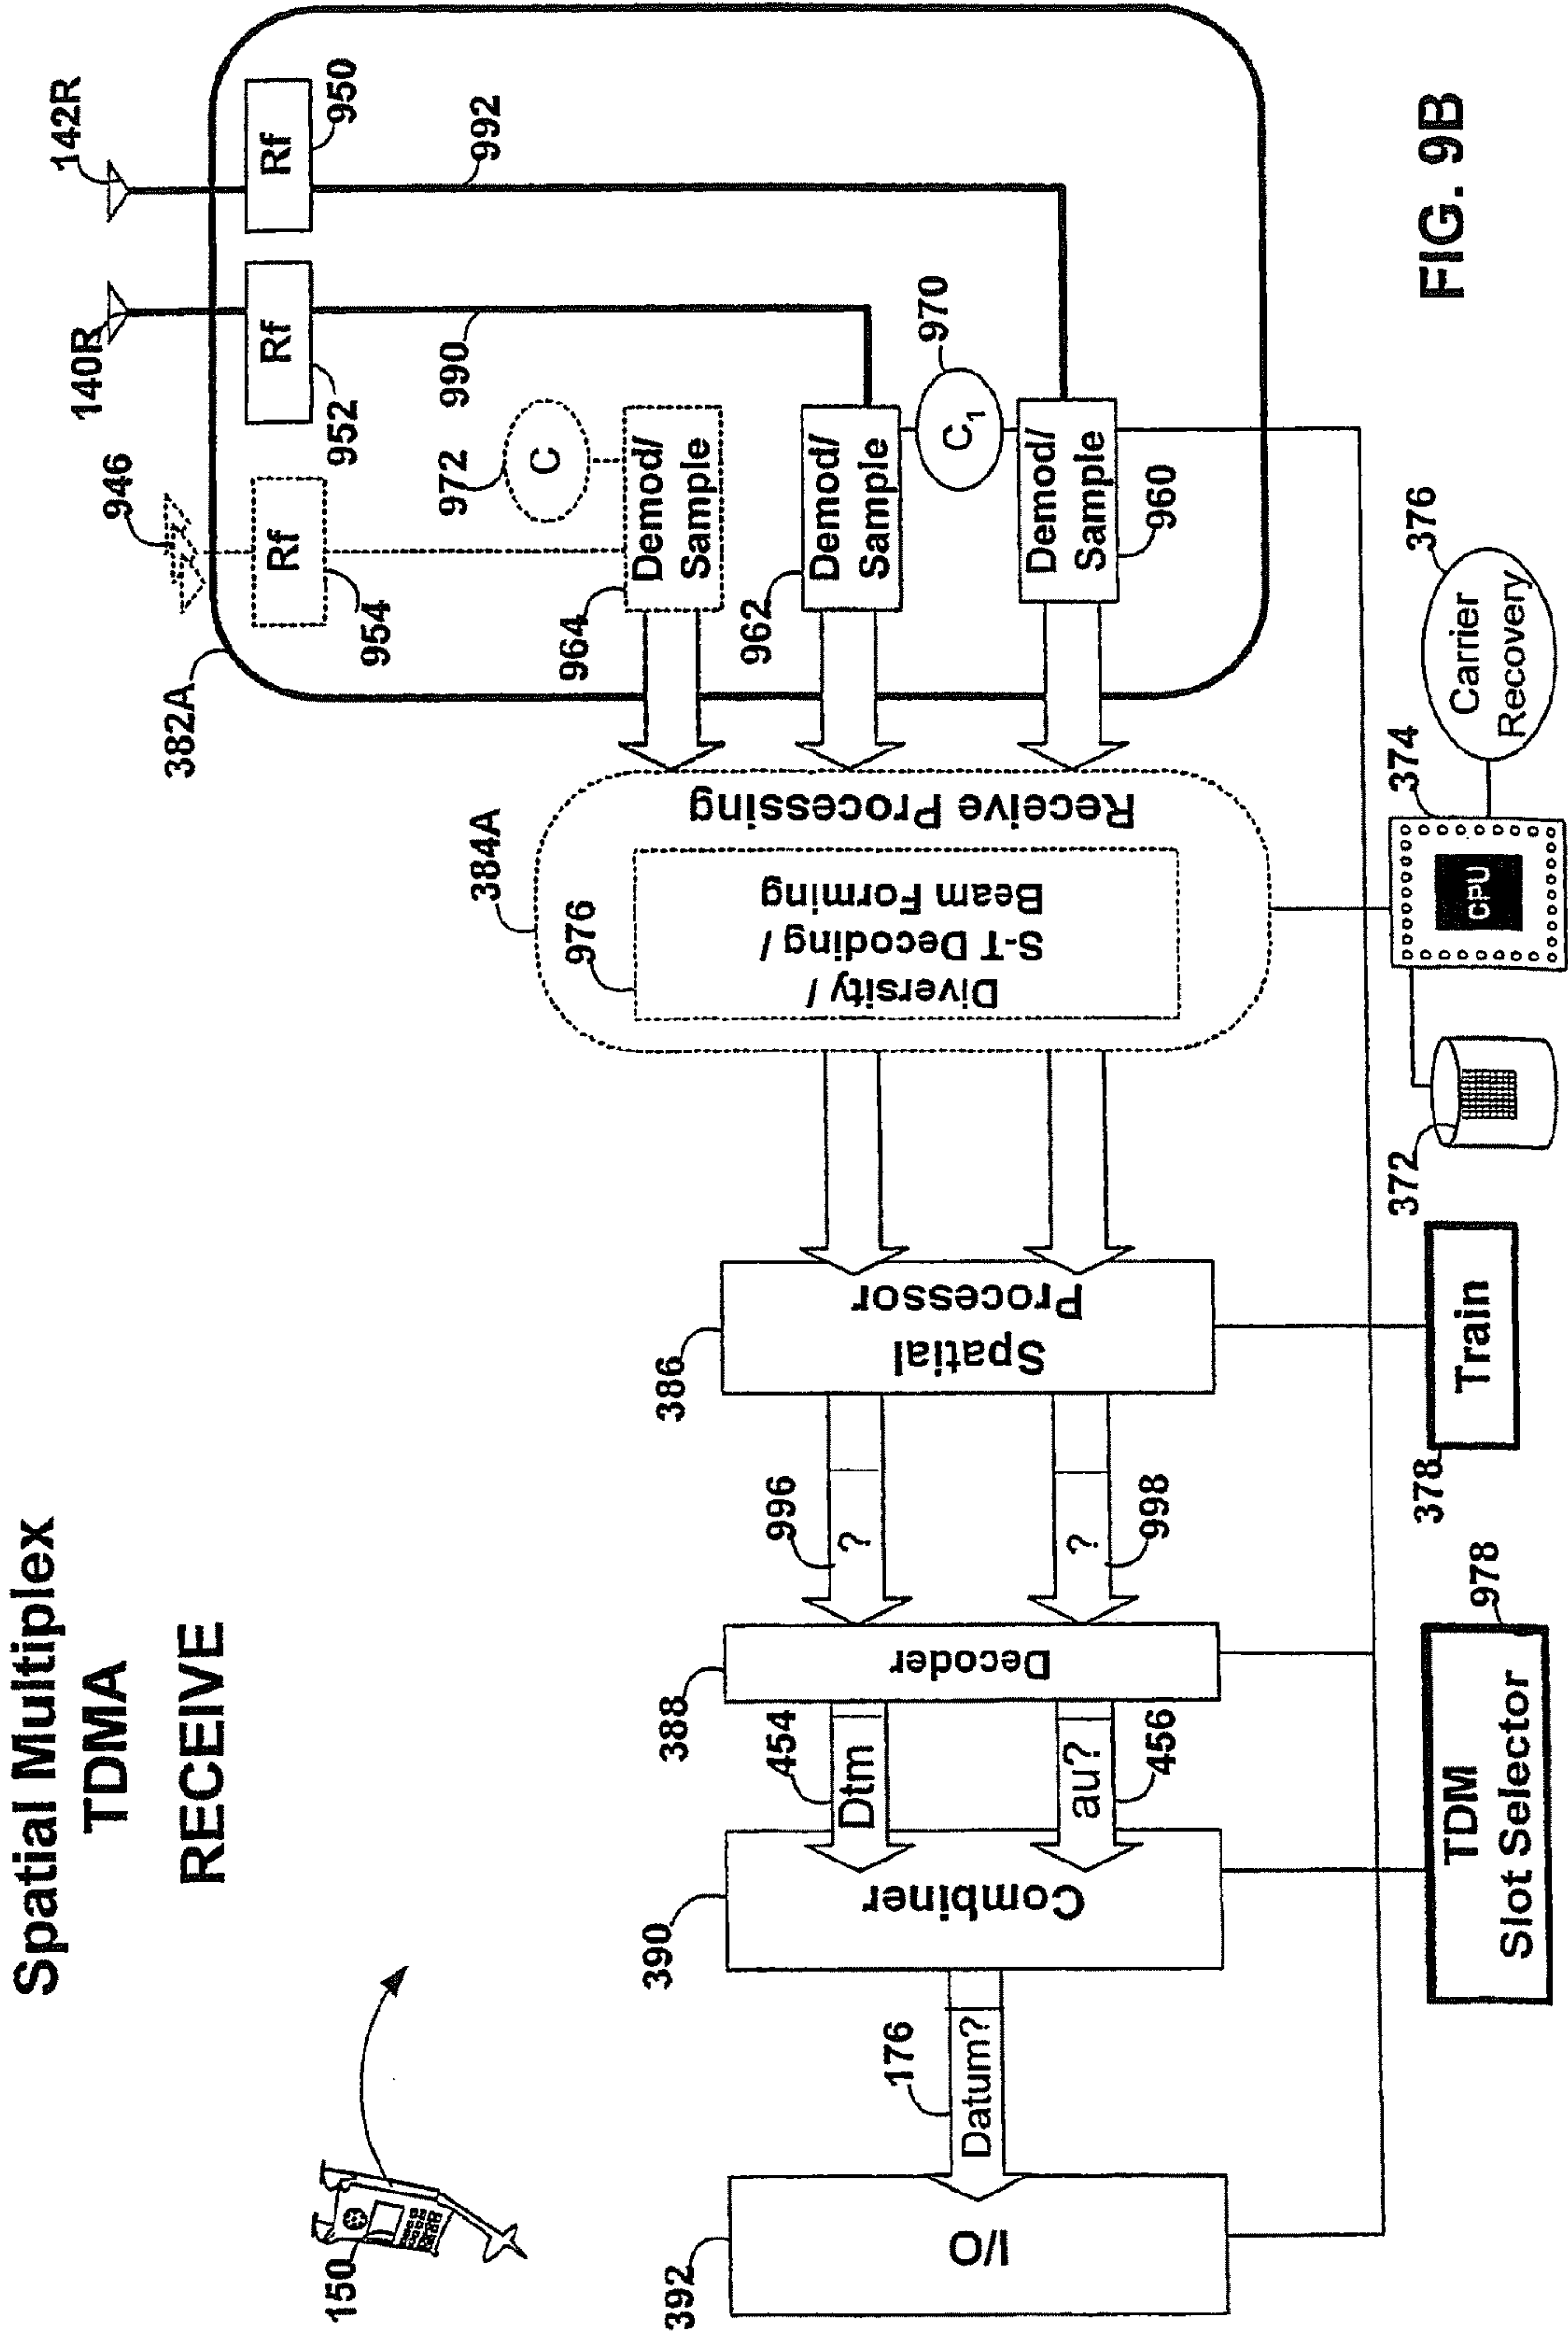 Spatial Multiplex
TDMA
RECEIVE
150
392
I/O
176
Datum?
390
Combiner
454
Dtm
au?
456
388
Decoder
996
?
?
998
386
Spatial
Processor
384A
976
Diversity /
S-T Decoding /
Beam Forming
Receive Processing
382A
946
140R
142R
Rf
954
Rf
952
Rf
950
972
C
990
992
964
Demod/
Sample
962
Demod/
Sample
970
C1
Demod/
Sample
960
TDM
Slot Selector
978
378
Train
372
374
CPU
376
Carrier
Recovery
FIG. 9B